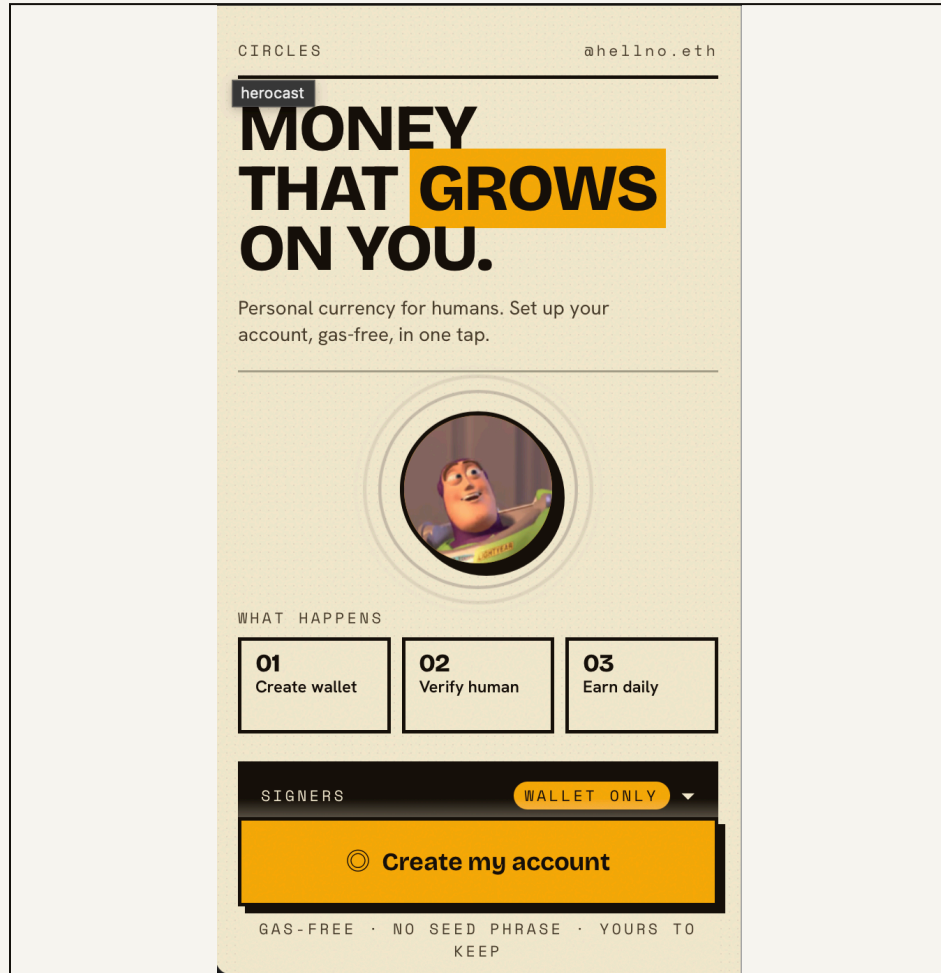 CIRCLES
@hellno.eth
herocast
MONEY
THAT GROWS
ON YOU.
Personal currency for humans. Set up your
account, gas-free, in one tap.
LIGHTYEAR
WHAT HAPPENS
01
Create wallet
02
Verify human
03
Earn daily
SIGNERS
WALLET ONLY
Create my account
GAS-FREE · NO SEED PHRASE · YOURS TO
KEEP